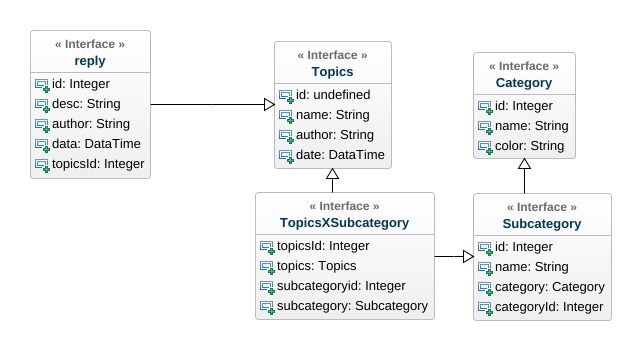 « Interface »
reply
id: Integer
desc: String
author: String
data: DataTime
topicsId: Integer
« Interface »
Topics
id: undefined
name: String
author: String
date: DataTime
« Interface »
Category
id: Integer
name: String
color: String
« Interface »
TopicsXSubcategory
topicsId: Integer
topics: Topics
subcategoryid: Integer
subcategory: Subcategory
« Interface »
Subcategory
id: Integer
name: String
category: Category
categoryId: Integer